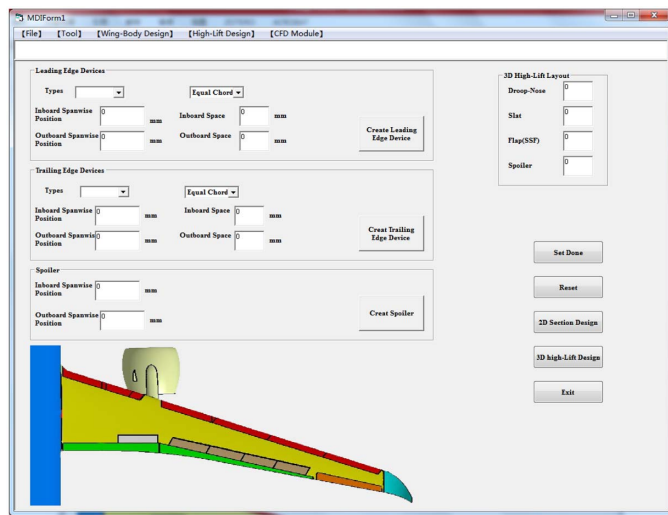 MDIForm1
【File】 【Tool】 【Wing-Body Design】 【High-Lift Design】 【CFD Module】
Leading Edge Devices
Types Equal Chord
Inboard Spanwise Position 0 mm Inboard Space 0 mm
Outboard Spanwise Position 0 mm Outboard Space 0 mm
Create Leading Edge Device
Trailing Edge Devices
Types Equal Chord
Inboard Spanwise Position 0 mm Inboard Space 0 mm
Outboard Spanwis Position 0 mm Outboard Space 0 mm
Creat Trailing Edge Device
Spoiler
Inboard Spanwise Position 0 mm
Outboard Spanwise Position 0 mm
Creat Spoiler
3D High-Lift Layout
Droop-Nose 0
Slat 0
Flap(SSF) 0
Spoiler 0
Set Done
Reset
2D Section Design
3D high-Lift Design
Exit